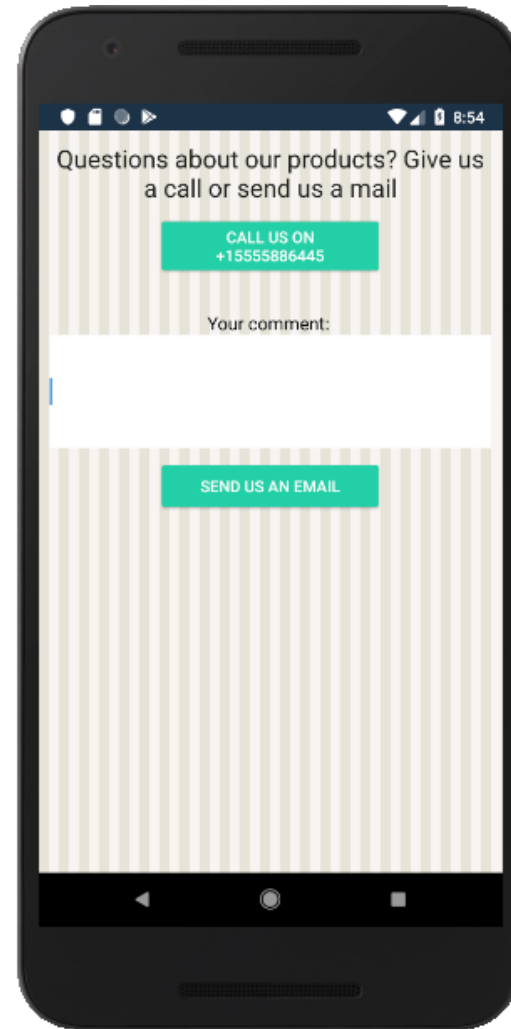 8:54
Questions about our products? Give us
a call or send us a mail
CALL US ON
+15555886445
Your comment:
SEND US AN EMAIL